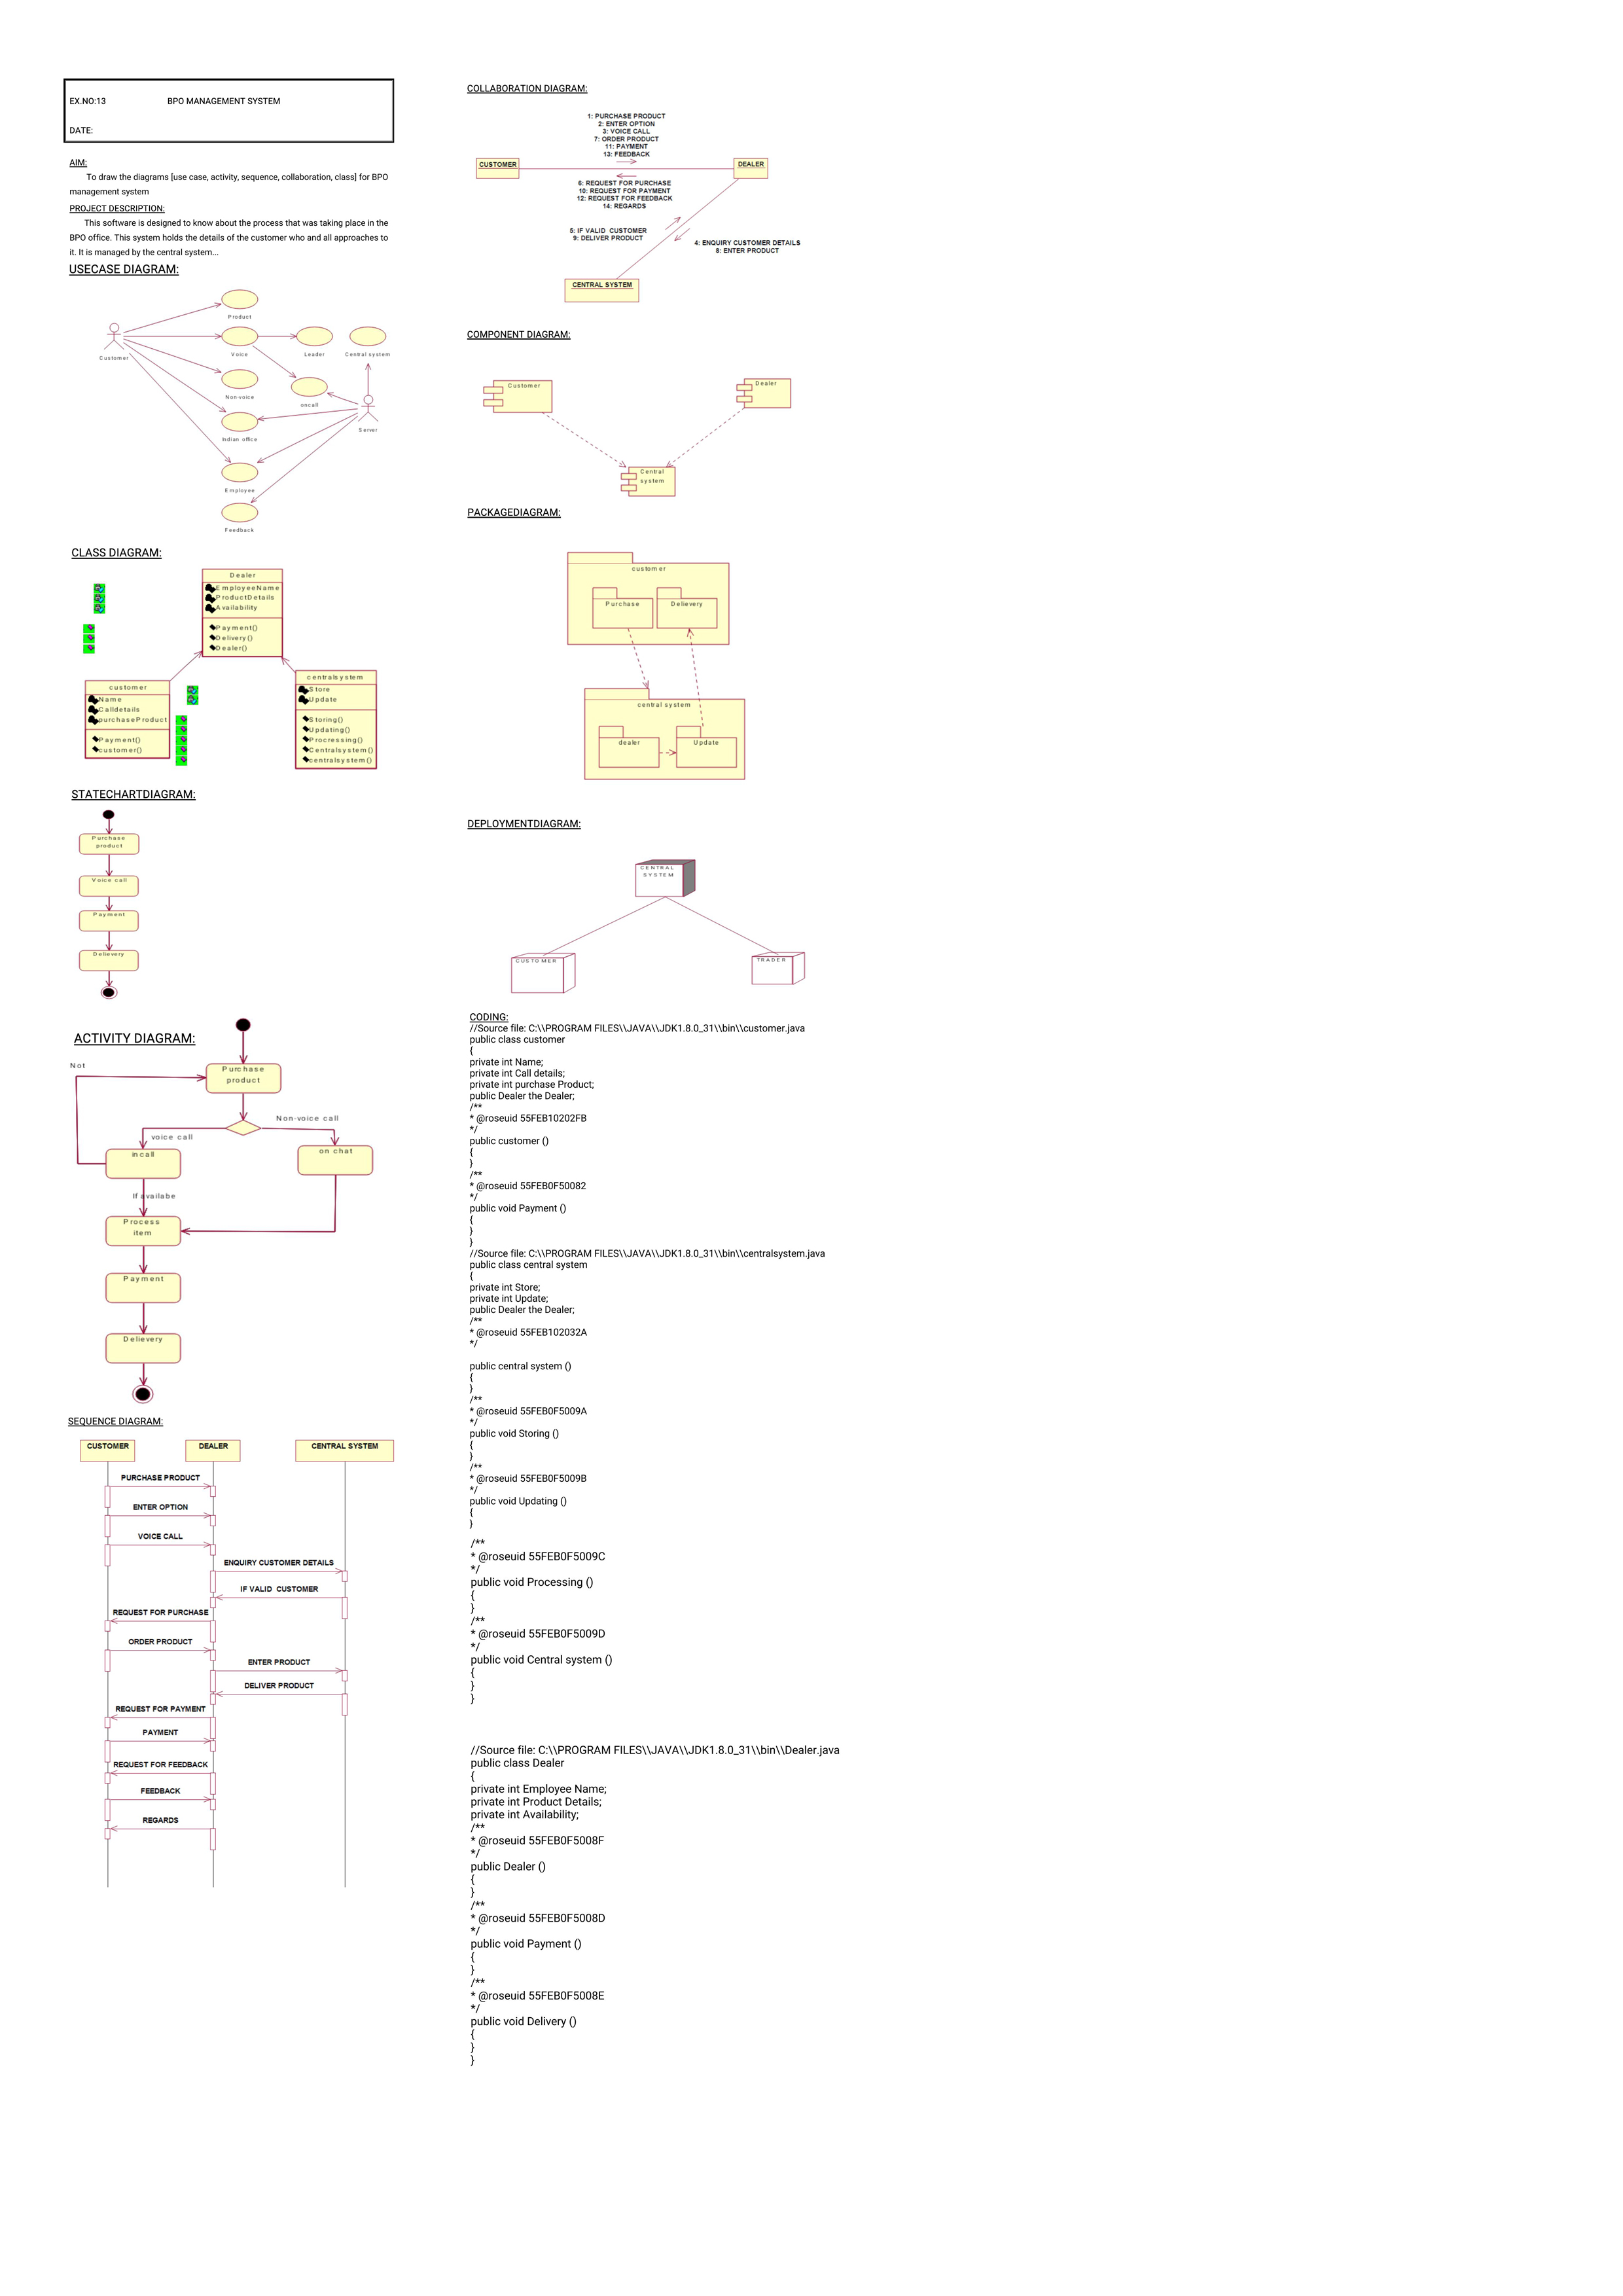 EX.NO:13 BPO MANAGEMENT SYSTEM
DATE:
AIM:
To draw the diagrams [use case, activity, sequence, collaboration, class] for BPO
management system
PROJECT DESCRIPTION:
This software is designed to know about the process that was taking place in the
BPO office. This system holds the details of the customer who and all approaches to
it. It is managed by the central system...
USECASE DIAGRAM:
Product
Customer
Voice
Leader
Central system
Non voice
oncall
Indian office
Server
Employee
Feedback
CLASS DIAGRAM:
Dealer
EmployeeName
ProductDetails
Availability
Payment()
Delivery()
Dealer()
customer
Name
Calldetails
purchaseProduct
Payment()
customer()
centralsystem
Store
Update
Storing()
Updating()
Procressing()
Centralsystem()
centralsystem()
STATECHARTDIAGRAM:
Purchase
product
Voice call
Payment
Delievery
ACTIVITY DIAGRAM:
Not
Purchase
product
Non-voice call
voice call
incall
on chat
If availabe
Process
item
Payment
Delievery
SEQUENCE DIAGRAM:
CUSTOMER
DEALER
CENTRAL SYSTEM
PURCHASE PRODUCT
ENTER OPTION
VOICE CALL
ENQUIRY CUSTOMER DETAILS
IF VALID CUSTOMER
REQUEST FOR PURCHASE
ORDER PRODUCT
ENTER PRODUCT
DELIVER PRODUCT
REQUEST FOR PAYMENT
PAYMENT
REQUEST FOR FEEDBACK
FEEDBACK
REGARDS
COLLABORATION DIAGRAM:
1: PURCHASE PRODUCT
2: ENTER OPTION
3: VOICE CALL
7: ORDER PRODUCT
11: PAYMENT
13: FEEDBACK
CUSTOMER
DEALER
6: REQUEST FOR PURCHASE
10: REQUEST FOR PAYMENT
12: REQUEST FOR FEEDBACK
14: REGARDS
5: IF VALID CUSTOMER
9: DELIVER PRODUCT
4: ENQUIRY CUSTOMER DETAILS
8: ENTER PRODUCT
CENTRAL SYSTEM
COMPONENT DIAGRAM:
Customer
Dealer
Central
system
PACKAGEDIAGRAM:
customer
Purchase
Delievery
central system
dealer
Update
DEPLOYMENTDIAGRAM:
CENTRAL
SYSTEM
CUSTOMER
TRADER
CODING:
//Source file: C:\\PROGRAM FILES\\JAVA\\JDK1.8.0_31\\bin\\customer.java
public class customer
{
private int Name;
private int Call details;
private int purchase Product;
public Dealer the Dealer;
/**
* @roseuid 55FEB10202FB
*/
public customer ()
{
}
/**
* @roseuid 55FEB0F50082
*/
public void Payment ()
{
}
}
//Source file: C:\\PROGRAM FILES\\JAVA\\JDK1.8.0_31\\bin\\centralsystem.java
public class central system
{
private int Store;
private int Update;
public Dealer the Dealer;
/**
* @roseuid 55FEB102032A
*/
public central system ()
{
}
/**
* @roseuid 55FEB0F5009A
*/
public void Storing ()
{
}
/**
* @roseuid 55FEB0F5009B
*/
public void Updating ()
{
}
/**
* @roseuid 55FEB0F5009C
*/
public void Processing ()
{
}
/**
* @roseuid 55FEB0F5009D
*/
public void Central system ()
{
}
}
//Source file: C:\\PROGRAM FILES\\JAVA\\JDK1.8.0_31\\bin\\Dealer.java
public class Dealer
{
private int Employee Name;
private int Product Details;
private int Availability;
/**
* @roseuid 55FEB0F5008F
*/
public Dealer ()
{
}
/**
* @roseuid 55FEB0F5008D
*/
public void Payment ()
{
}
/**
* @roseuid 55FEB0F5008E
*/
public void Delivery ()
{
}
}